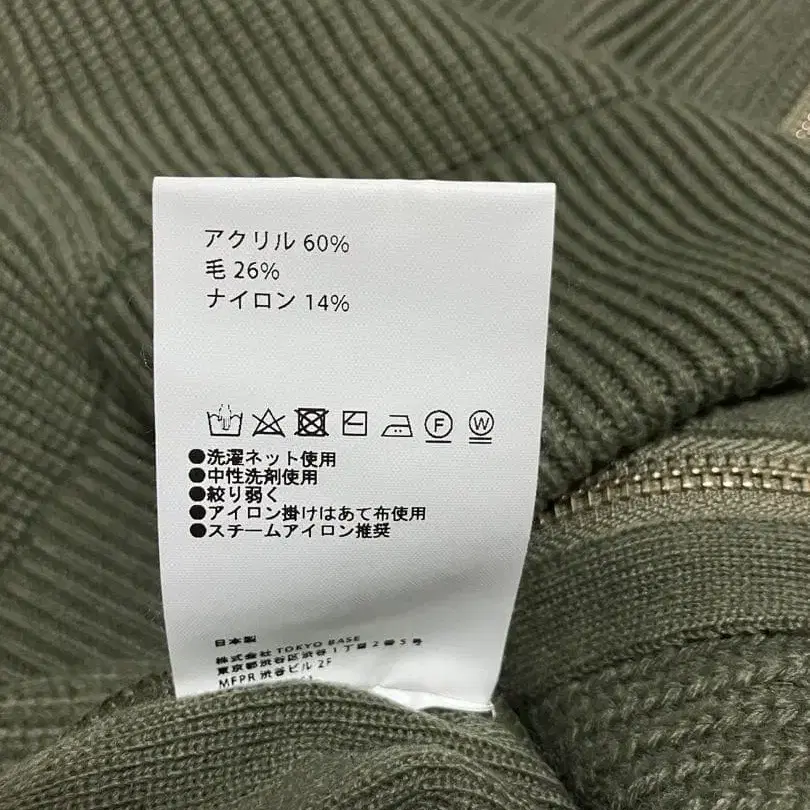 アクリル 60%
毛 26%
ナイロン 14%
F W
●洗濯ネット使用
●中性洗剤使用
●絞り弱く
●アイロン掛けはあて布使用
●スチームアイロン推奨
日本製
株式会社 TOKYO BASE
東京都渋谷区渋谷1丁目2番5号
MFPR 渋谷ビル 2F